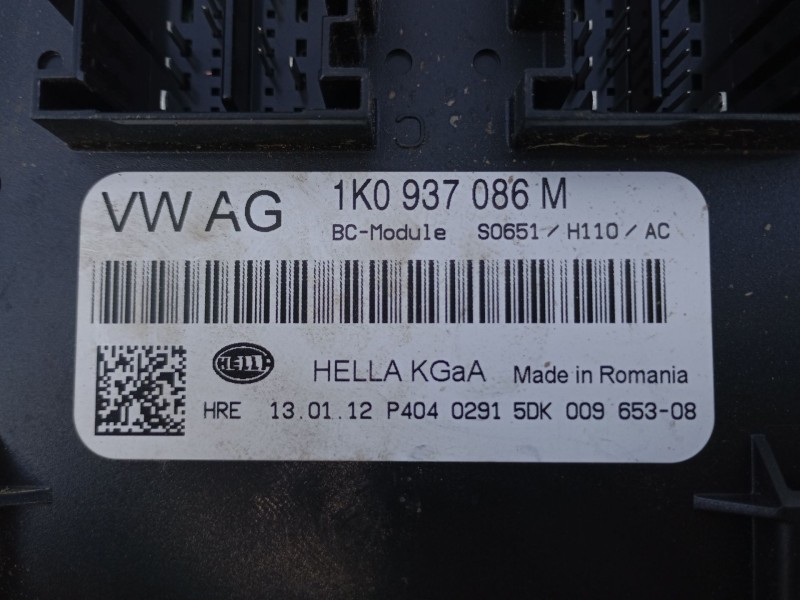 C
VW AG 1K0 937 086 M
BC-Module S0651/H110/AC
HELLA HELLA KGaA Made in Romania
HRE 13.01.12 P404 0291 5DK 009 653-08